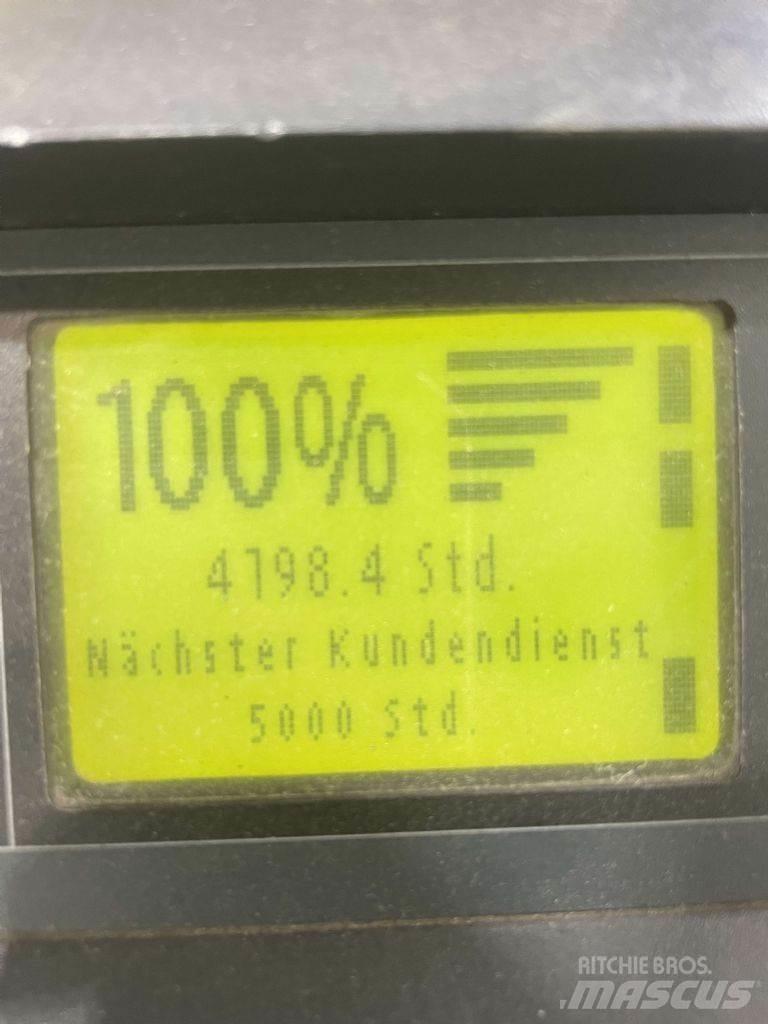 100%
4798.4 Std.
Nächster Kundendienst
5000 Std.
RITCHIE BROS.
MASCUS